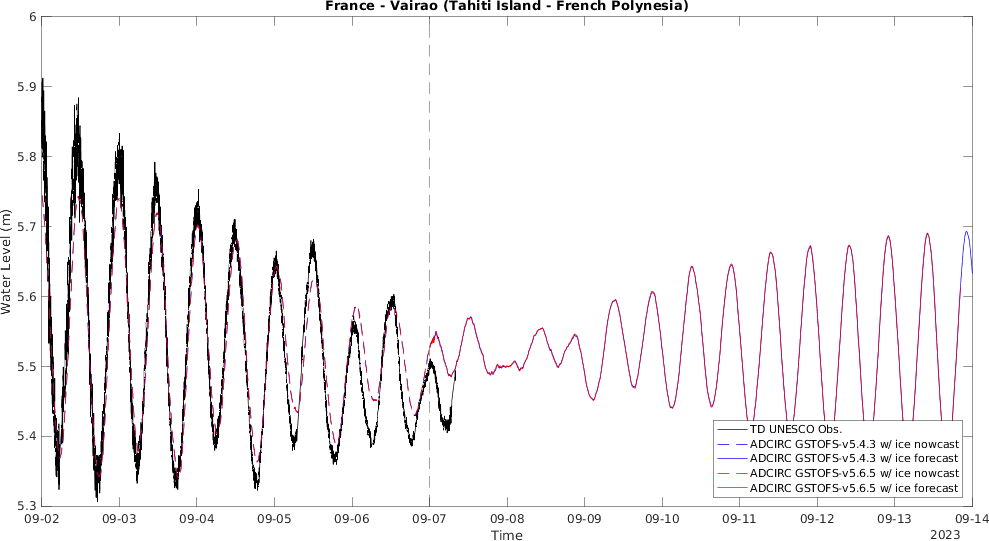 France - Vairao (Tahiti Island - French Polynesia)
6
5.9
5.8
5.7
5.6
5.5
5.4
5.3
Water Level (m)
TD UNESCO Obs.
ADCIRC GSTOFS-v5.4.3 w/ ice nowcast
ADCIRC GSTOFS-v5.4.3 w/ ice forecast
ADCIRC GSTOFS-v5.6.5 w/ ice nowcast
ADCIRC GSTOFS-v5.6.5 w/ ice forecast
09-02 09-03 09-04 09-05 09-06 09-07 09-08 09-09 09-10 09-11 09-12 09-13 09-14
Time
2023